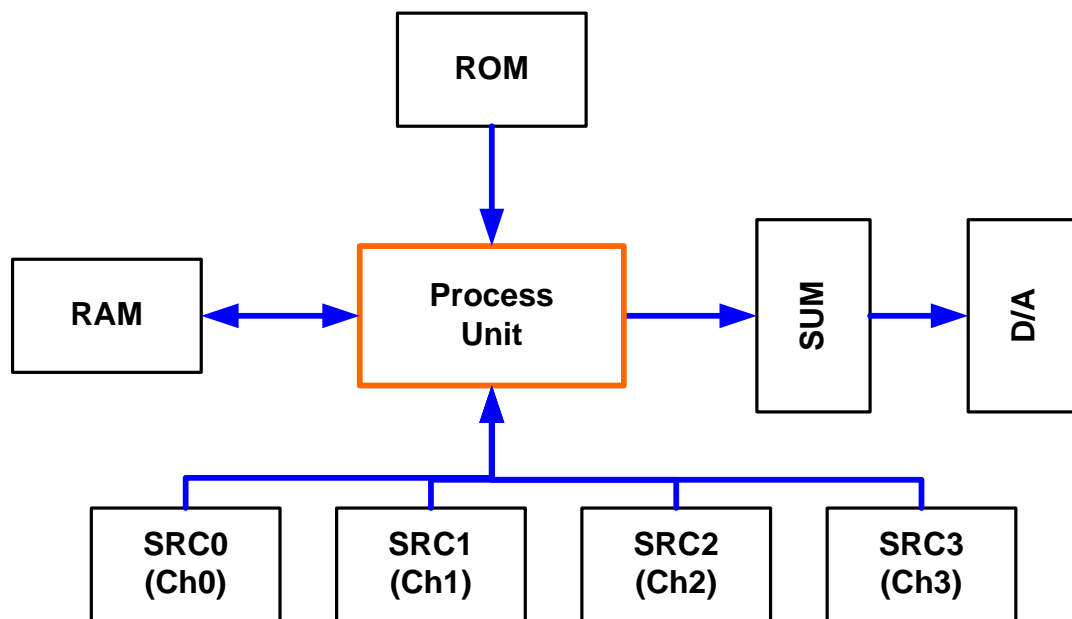 ROM
RAM
Process
Unit
SUM
D/A
SRC0
(Ch0)
SRC1
(Ch1)
SRC2
(Ch2)
SRC3
(Ch3)